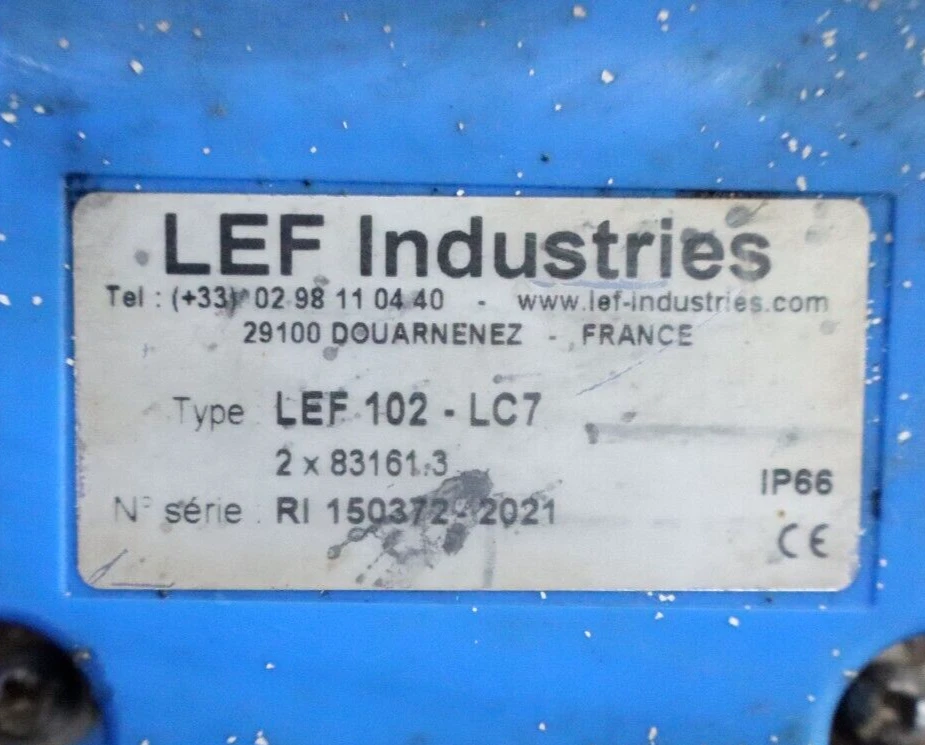 LEF Industries
Tel : (+33) 02 98 11 04 40 - www.lef-industries.com
29100 DOUARNENEZ - FRANCE
Type : LEF 102 - LC7
2 x 83161.3
IP66
N° série : RI 150372-2021
CE